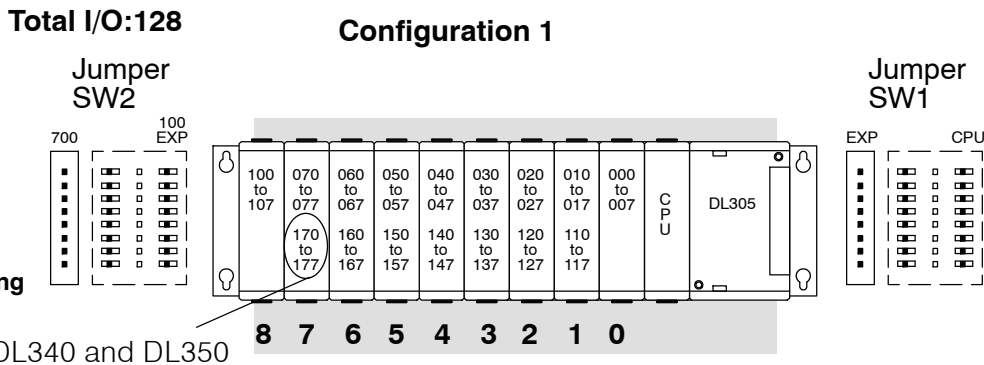 Total I/O:128
Configuration 1
Jumper
SW2
Jumper
SW1
700
100
EXP
EXP
CPU
100
to
107
070
to
077
060
to
067
050
to
057
040
to
047
030
to
037
020
to
027
010
to
017
000
to
007
C
P
U
DL305
170
to
177
160
to
167
150
to
157
140
to
147
130
to
137
120
to
127
110
to
117
ng
8 7 6 5 4 3 2 1 0
DL340 and DL350